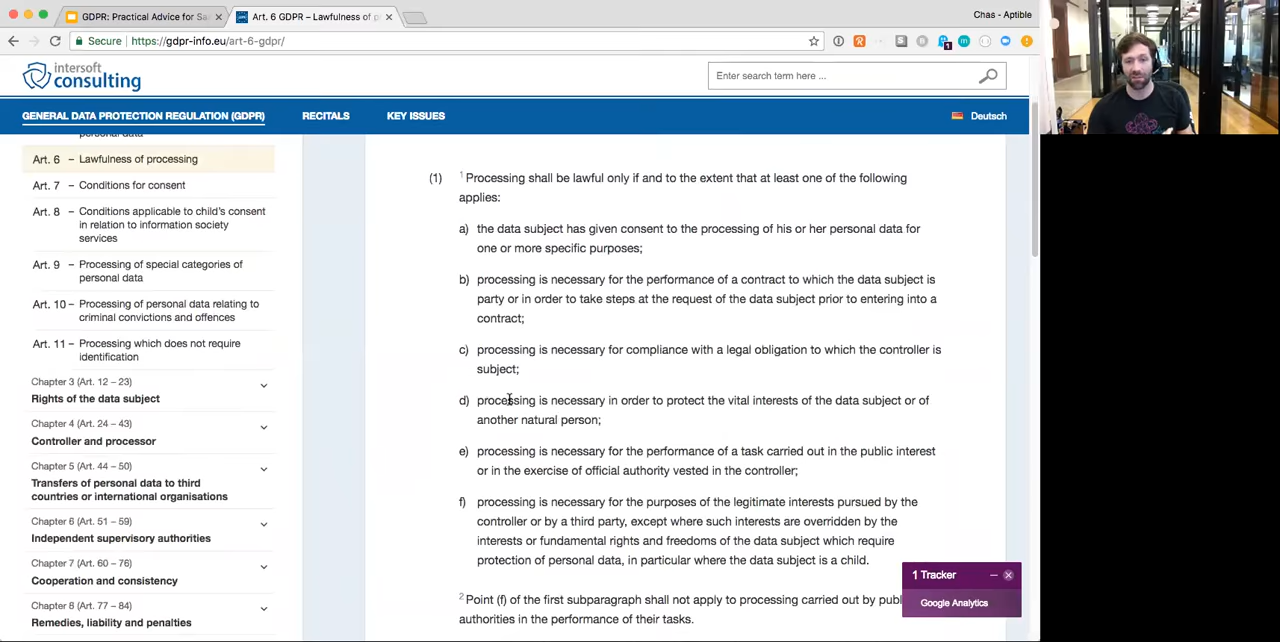 GDPR: Practical Advice for Sa
Art. 6 GDPR – Lawfulness of p
Chas - Aptible
Secure
https://gdpr-info.eu/art-6-gdpr/
intersoft
consulting
Enter search term here ...
GENERAL DATA PROTECTION REGULATION (GDPR)
RECITALS
KEY ISSUES
Deutsch
personal data
Art. 6 – Lawfulness of processing
Art. 7 – Conditions for consent
Art. 8 – Conditions applicable to child's consent
in relation to information society
services
Art. 9 – Processing of special categories of
personal data
Art. 10 – Processing of personal data relating to
criminal convictions and offences
Art. 11 – Processing which does not require
identification
Chapter 3 (Art. 12 – 23)
Rights of the data subject
Chapter 4 (Art. 24 – 43)
Controller and processor
Chapter 5 (Art. 44 – 50)
Transfers of personal data to third
countries or international organisations
Chapter 6 (Art. 51 – 59)
Independent supervisory authorities
Chapter 7 (Art. 60 – 76)
Cooperation and consistency
Chapter 8 (Art. 77 – 84)
Remedies, liability and penalties
(1) 1 Processing shall be lawful only if and to the extent that at least one of the following
applies:
a) the data subject has given consent to the processing of his or her personal data for
one or more specific purposes;
b) processing is necessary for the performance of a contract to which the data subject is
party or in order to take steps at the request of the data subject prior to entering into a
contract;
c) processing is necessary for compliance with a legal obligation to which the controller is
subject;
d) processing is necessary in order to protect the vital interests of the data subject or of
another natural person;
e) processing is necessary for the performance of a task carried out in the public interest
or in the exercise of official authority vested in the controller;
f) processing is necessary for the purposes of the legitimate interests pursued by the
controller or by a third party, except where such interests are overridden by the
interests or fundamental rights and freedoms of the data subject which require
protection of personal data, in particular where the data subject is a child.
2 Point (f) of the first subparagraph shall not apply to processing carried out by publ
authorities in the performance of their tasks.
1 Tracker
Google Analytics